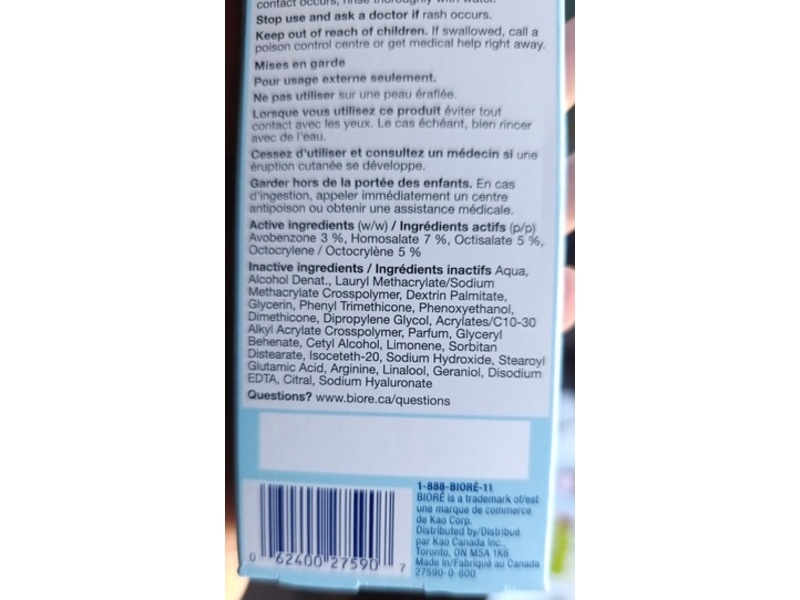 contact occurs, rinse thoroughly with water.
Stop use and ask a doctor if rash occurs.
Keep out of reach of children. If swallowed, call a
poison control centre or get medical help right away.
Mises en garde
Pour usage externe seulement.
Ne pas utiliser sur une peau éraflée.
Lorsque vous utilisez ce produit éviter tout
contact avec les yeux. Le cas échéant, bien rincer
avec de l'eau.
Cessez d'utiliser et consultez un médecin si une
éruption cutanée se développe.
Garder hors de la portée des enfants. En cas
d'ingestion, appeler immédiatement un centre
antipoison ou obtenir une assistance médicale.
Active ingredients (w/w) / Ingrédients actifs (p/p)
Avobenzone 3 %, Homosalate 7 %, Octisalate 5 %,
Octocrylene / Octocrylène 5 %
Inactive ingredients / Ingrédients inactifs Aqua,
Alcohol Denat., Lauryl Methacrylate/Sodium
Methacrylate Crosspolymer, Dextrin Palmitate,
Glycerin, Phenyl Trimethicone, Phenoxyethanol,
Dimethicone, Dipropylene Glycol, Acrylates/C10-30
Alkyl Acrylate Crosspolymer, Parfum, Glyceryl
Behenate, Cetyl Alcohol, Limonene, Sorbitan
Distearate, Isoceteth-20, Sodium Hydroxide, Stearoyl
Glutamic Acid, Arginine, Linalool, Geraniol, Disodium
EDTA, Citral, Sodium Hyaluronate
Questions? www.biore.ca/questions
1-888-BIORÉ-11
BIORÉ is a trademark of/est
une marque de commerce
de Kao Corp.
Distributed by/Distribué
par Kao Canada Inc.,
Toronto, ON M5A 1K6
Made in/Fabriqué au Canada
27590-0-600
0 62400 27590 7